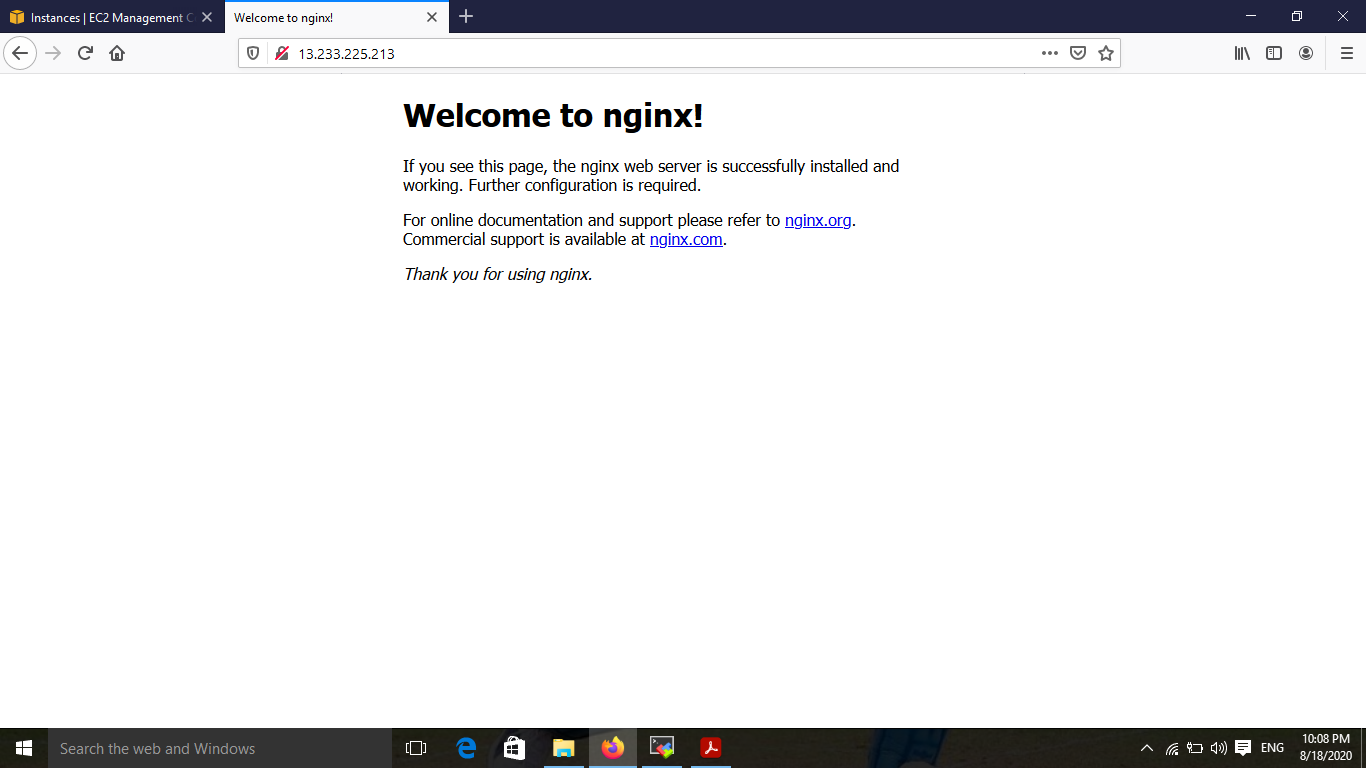 Instances | EC2 Management C
Welcome to nginx!
13.233.225.213
Welcome to nginx!
If you see this page, the nginx web server is successfully installed and
working. Further configuration is required.
For online documentation and support please refer to nginx.org.
Commercial support is available at nginx.com.
Thank you for using nginx.
Search the web and Windows
ENG
10:08 PM
8/18/2020